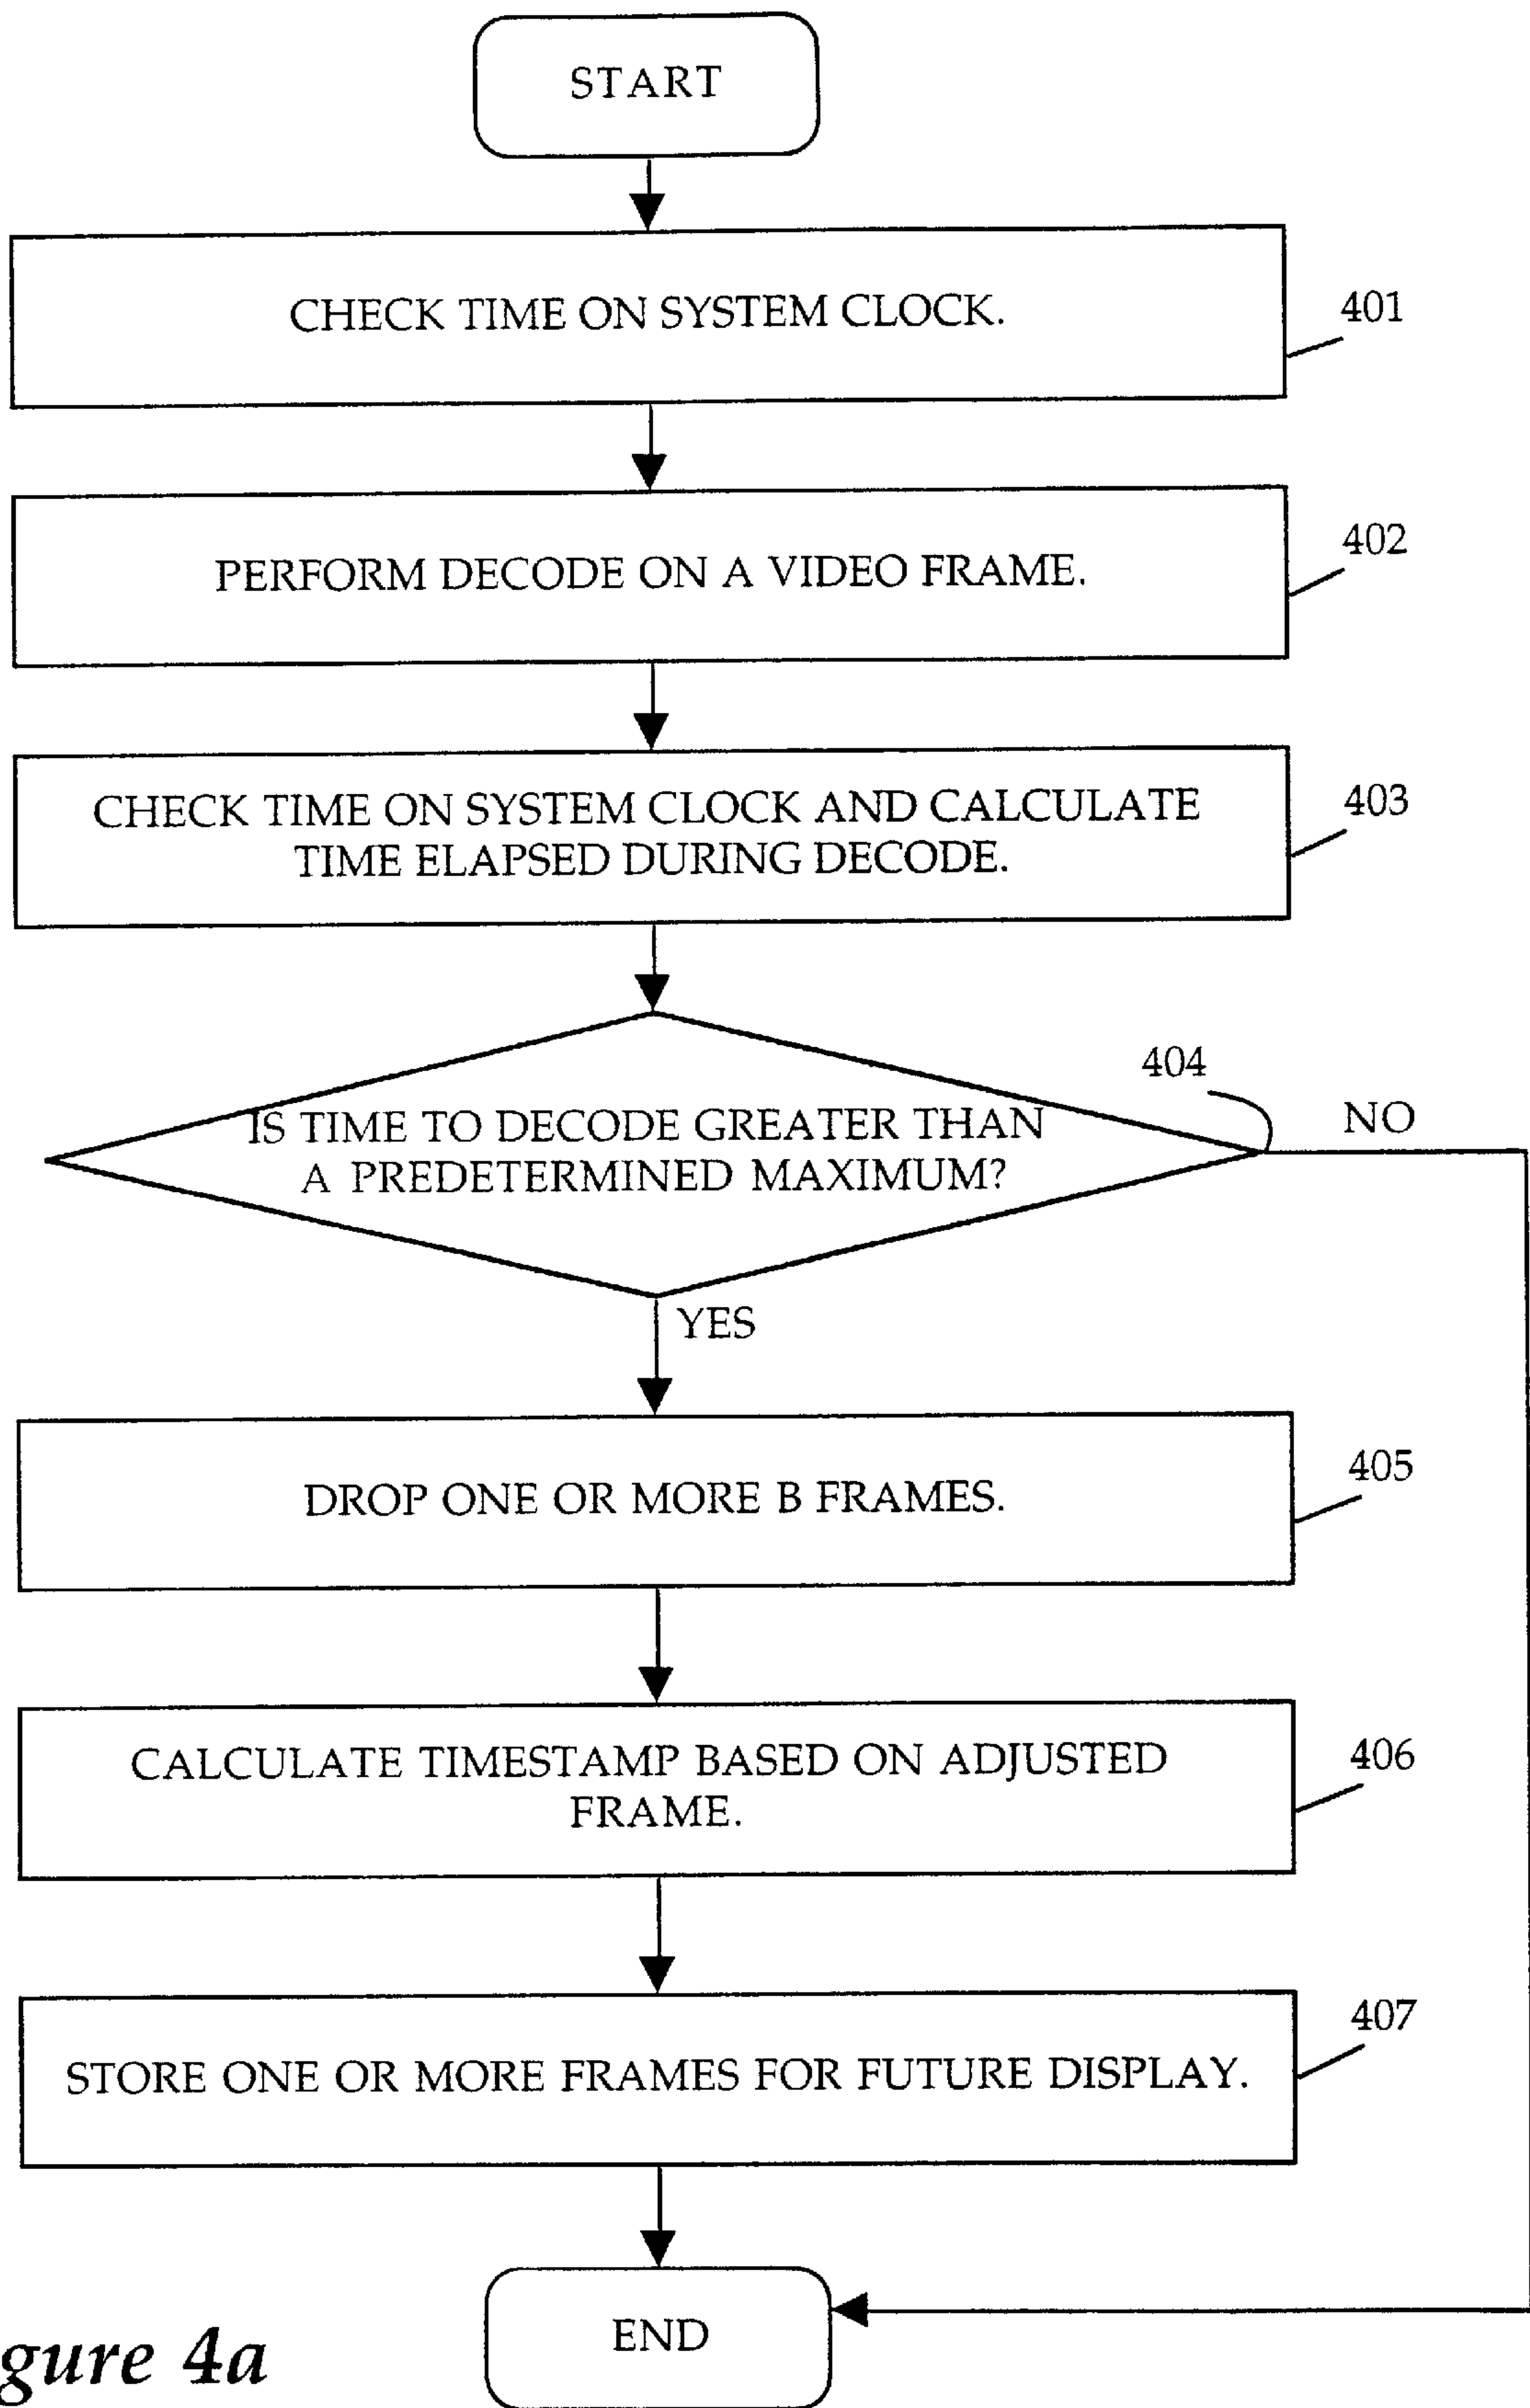 START
CHECK TIME ON SYSTEM CLOCK.
401
PERFORM DECODE ON A VIDEO FRAME.
402
CHECK TIME ON SYSTEM CLOCK AND CALCULATE
TIME ELAPSED DURING DECODE.
403
404
IS TIME TO DECODE GREATER THAN
A PREDETERMINED MAXIMUM?
NO
YES
DROP ONE OR MORE B FRAMES.
405
CALCULATE TIMESTAMP BASED ON ADJUSTED
FRAME.
406
STORE ONE OR MORE FRAMES FOR FUTURE DISPLAY.
407
END
gure 4a